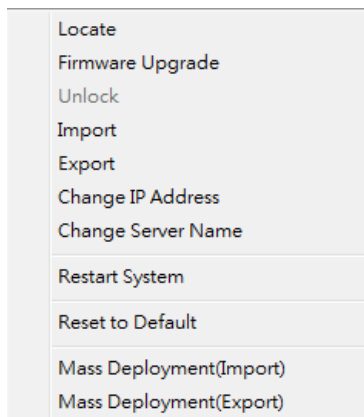 Locate
Firmware Upgrade
Unlock
Import
Export
Change IP Address
Change Server Name
Restart System
Reset to Default
Mass Deployment(Import)
Mass Deployment(Export)